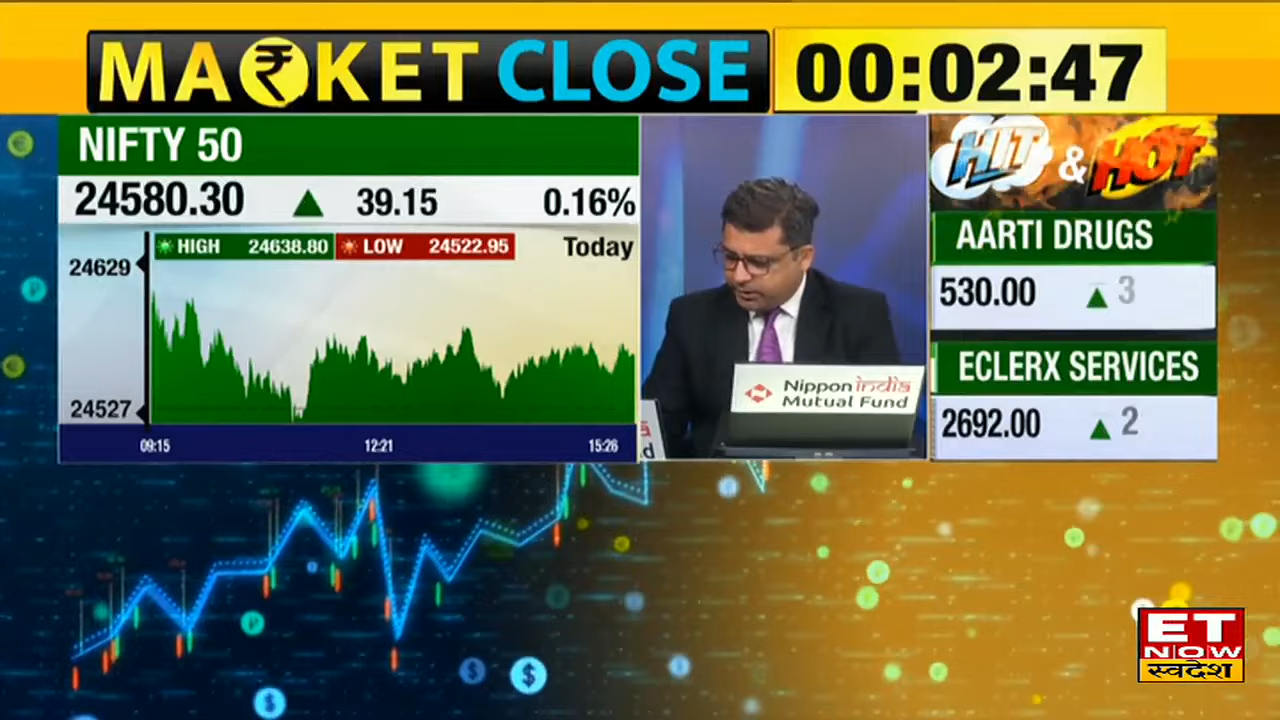 MA₹KET CLOSE
00:02:47
NIFTY 50
24580.30 ▲ 39.15 0.16%
HIGH 24638.80 LOW 24522.95 Today
24629
24527
09:15 12:21 15:26
Nippon india
Mutual Fund
d
HIT & HOT
AARTI DRUGS
530.00 ▲ 3
ECLERX SERVICES
2692.00 ▲ 2
ET
NOW
स्वदेश